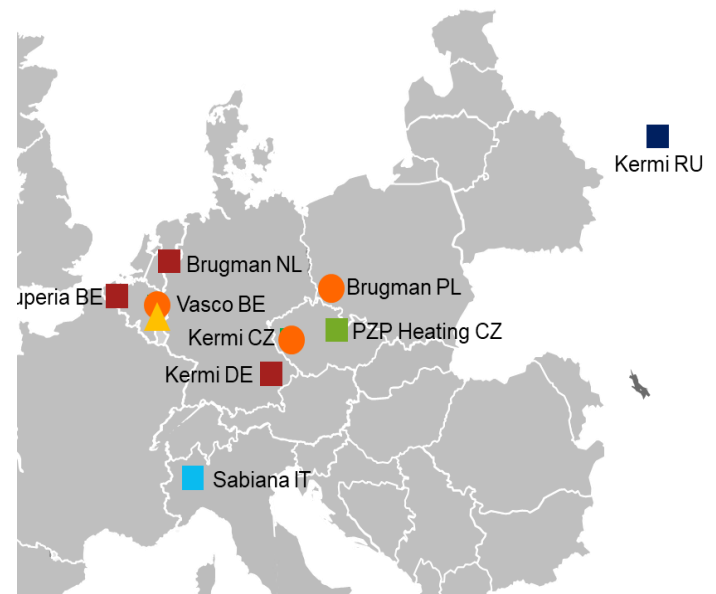 Kermi RU
Brugman NL
Brugman PL
uperia BE
Vasco BE
Kermi CZ
PZP Heating CZ
Kermi DE
Sabiana IT